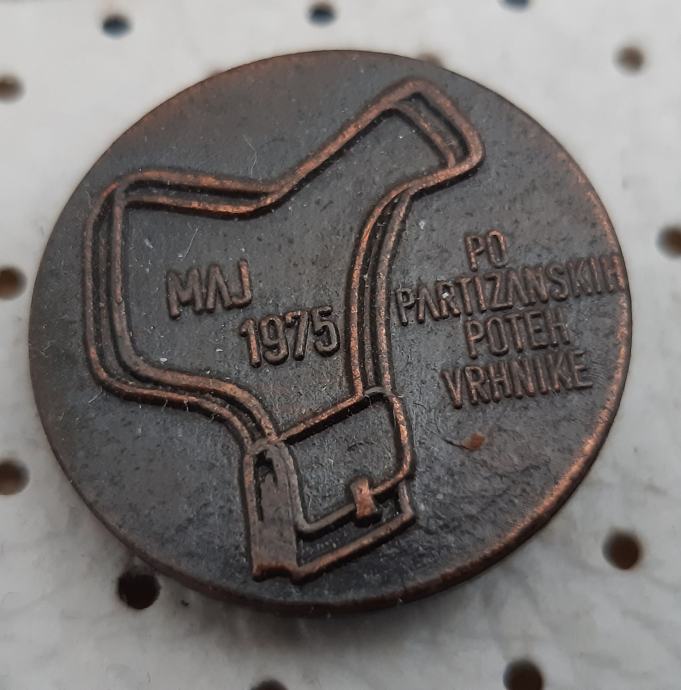 MAJ
1975
PO
PARTIZANSKIH
POTEH
VRHNIKE